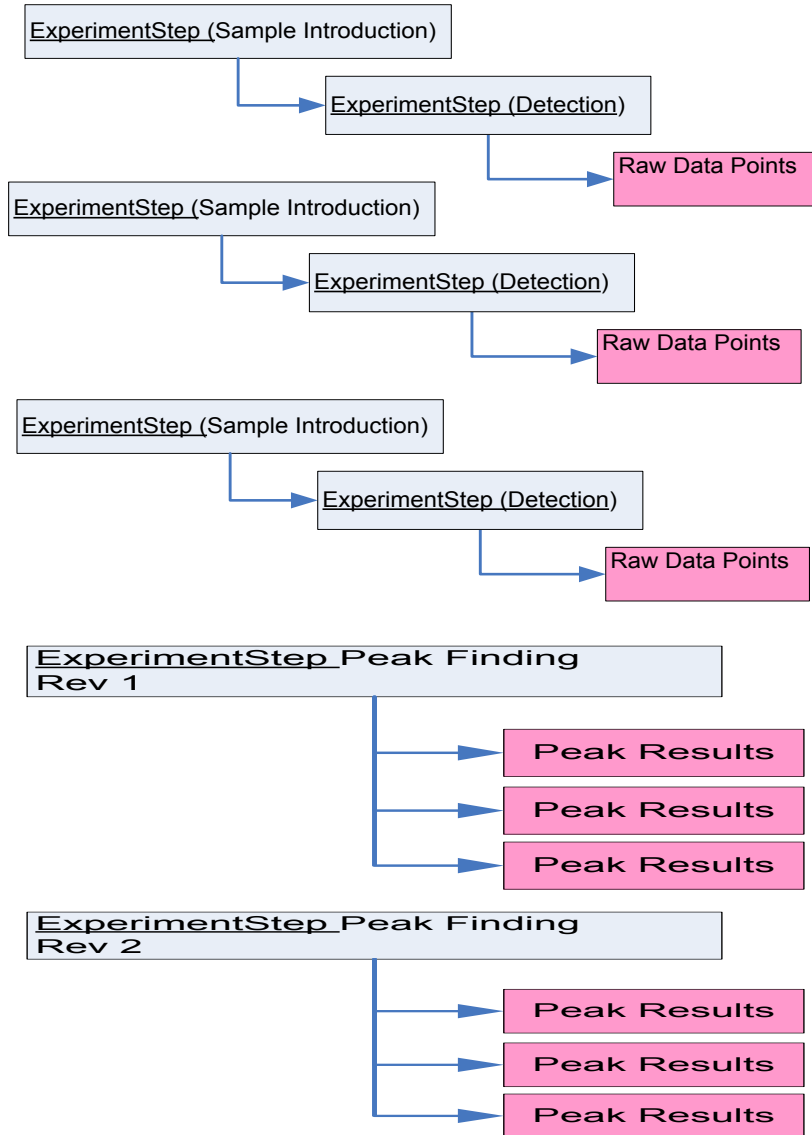 ExperimentStep (Sample Introduction)
ExperimentStep (Detection)
Raw Data Points
ExperimentStep (Sample Introduction)
ExperimentStep (Detection)
Raw Data Points
ExperimentStep (Sample Introduction)
ExperimentStep (Detection)
Raw Data Points
ExperimentStep Peak Finding
Rev 1
Peak Results
Peak Results
Peak Results
ExperimentStep Peak Finding
Rev 2
Peak Results
Peak Results
Peak Results